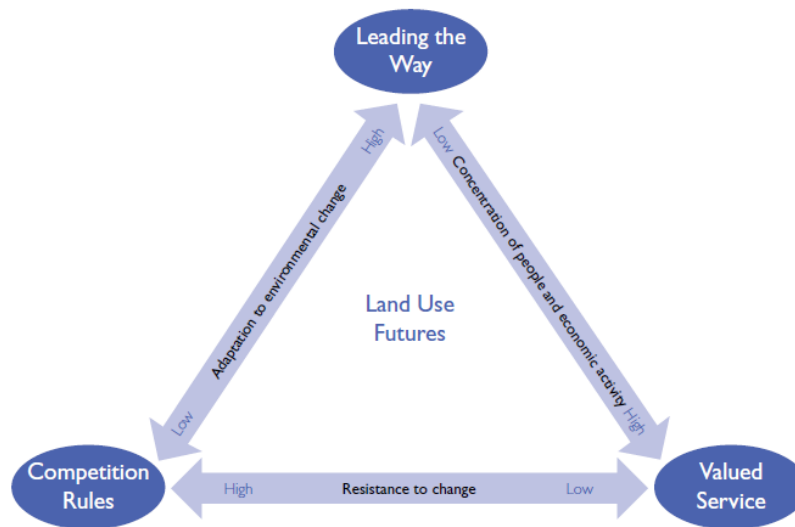 Leading the
Way
High
Low
Adaptation to environmental change
Concentration of people and economic activity
Land Use
Futures
Low
High
Competition
Rules
High
Resistance to change
Low
Valued
Service